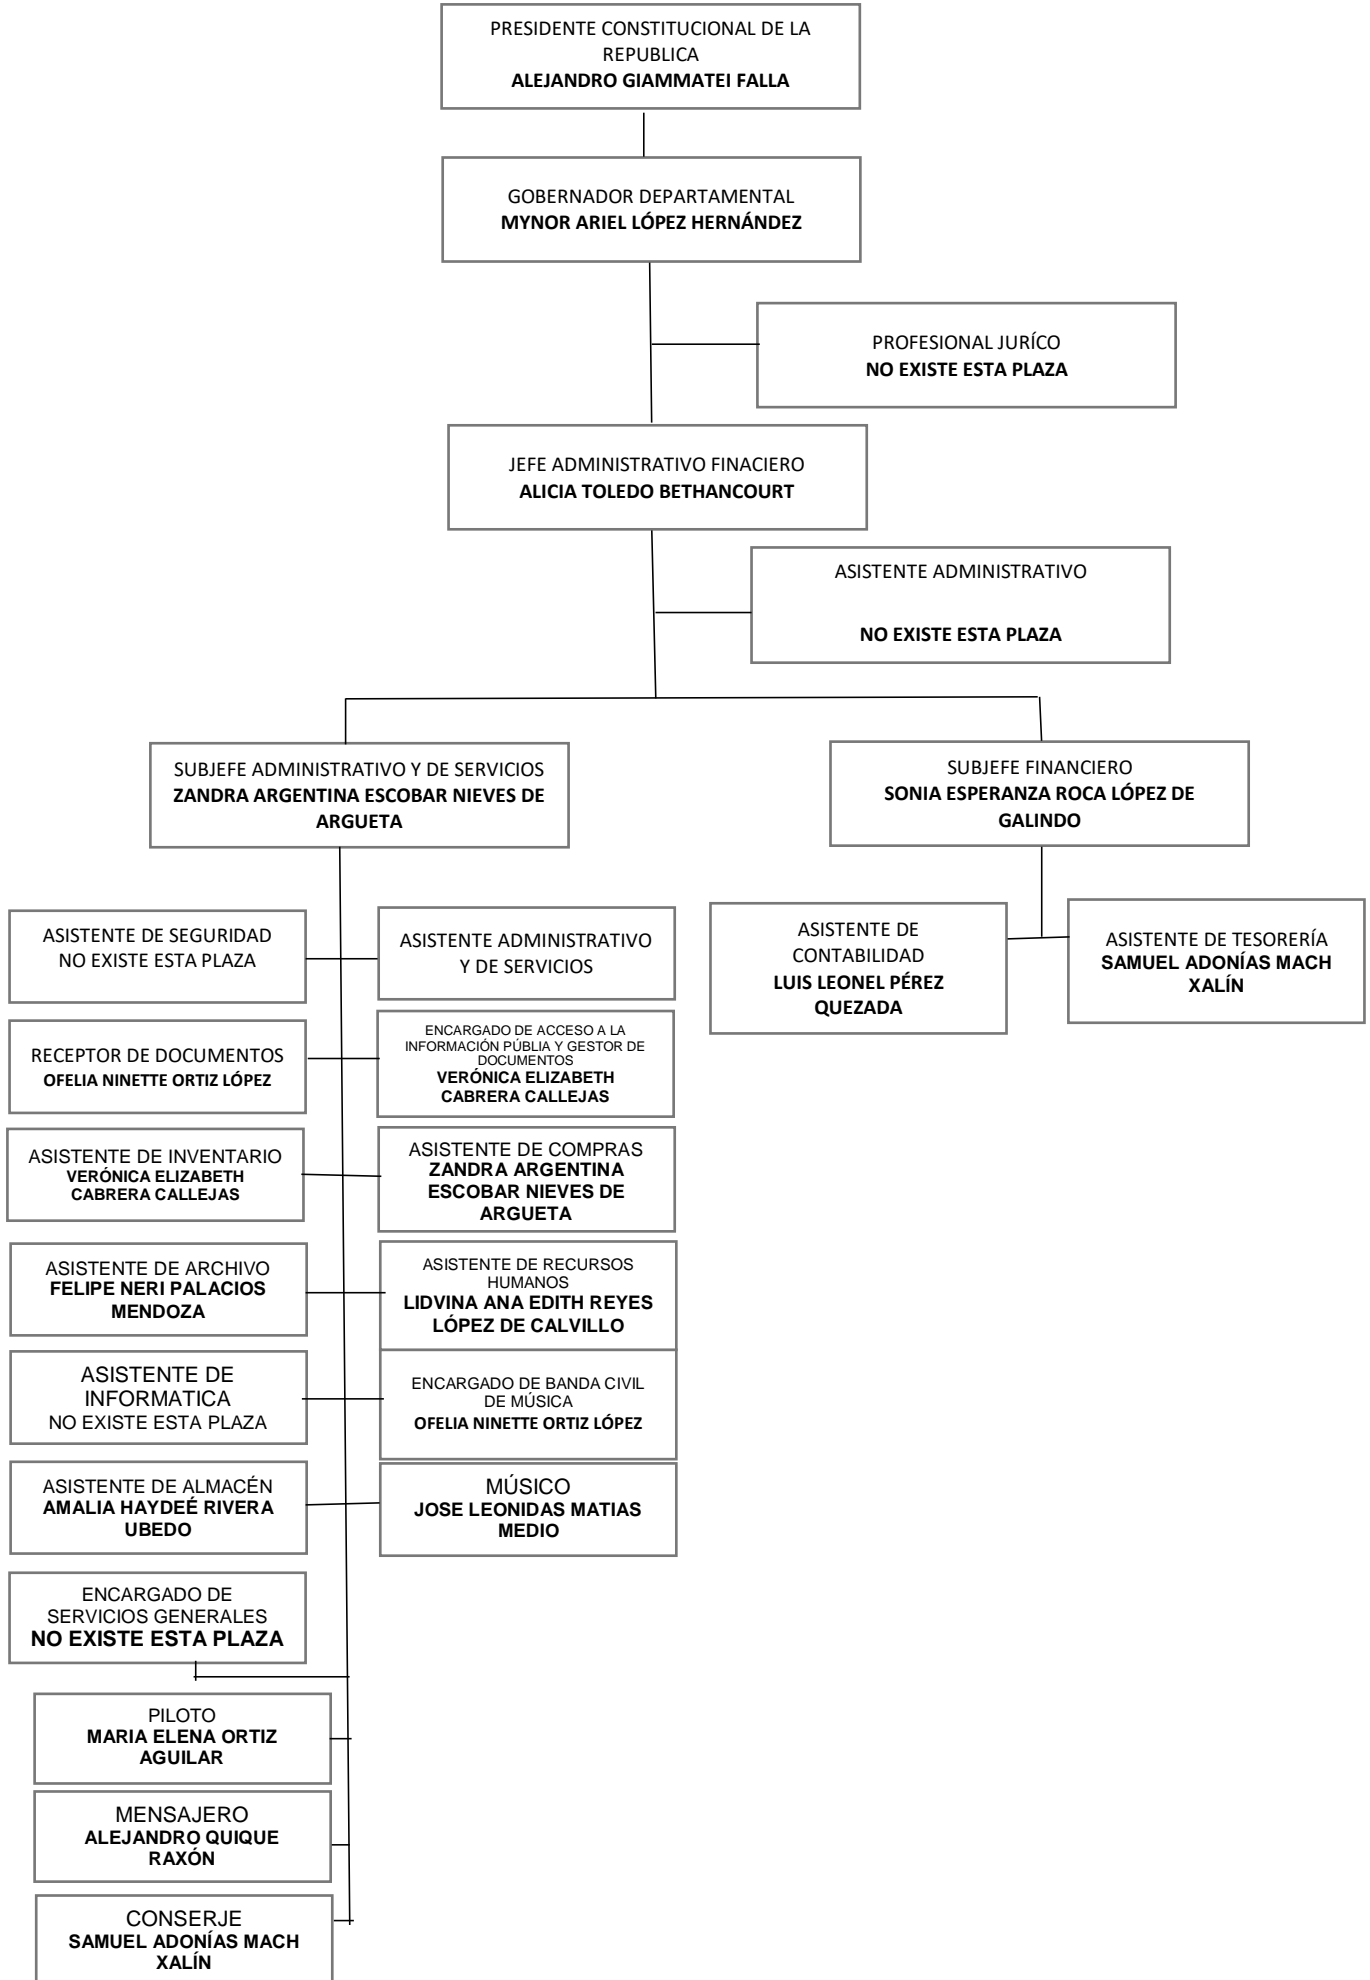 PRESIDENTE CONSTITUCIONAL DE LA
REPUBLICA
ALEJANDRO GIAMMATEI FALLA
GOBERNADOR DEPARTAMENTAL
MYNOR ARIEL LÓPEZ HERNÁNDEZ
PROFESIONAL JURÍCO
NO EXISTE ESTA PLAZA
JEFE ADMINISTRATIVO FINACIERO
ALICIA TOLEDO BETHANCOURT
ASISTENTE ADMINISTRATIVO
NO EXISTE ESTA PLAZA
SUBJEFE ADMINISTRATIVO Y DE SERVICIOS
ZANDRA ARGENTINA ESCOBAR NIEVES DE
ARGUETA
SUBJEFE FINANCIERO
SONIA ESPERANZA ROCA LÓPEZ DE
GALINDO
ASISTENTE DE SEGURIDAD
NO EXISTE ESTA PLAZA
ASISTENTE ADMINISTRATIVO
Y DE SERVICIOS
ASISTENTE DE
CONTABILIDAD
LUIS LEONEL PÉREZ
QUEZADA
ASISTENTE DE TESORERÍA
SAMUEL ADONÍAS MACH
XALÍN
RECEPTOR DE DOCUMENTOS
OFELIA NINETTE ORTIZ LÓPEZ
ENCARGADO DE ACCESO A LA
INFORMACIÓN PÚBLIA Y GESTOR DE
DOCUMENTOS
VERÓNICA ELIZABETH
CABRERA CALLEJAS
ASISTENTE DE INVENTARIO
VERÓNICA ELIZABETH
CABRERA CALLEJAS
ASISTENTE DE COMPRAS
ZANDRA ARGENTINA
ESCOBAR NIEVES DE
ARGUETA
ASISTENTE DE ARCHIVO
FELIPE NERI PALACIOS
MENDOZA
ASISTENTE DE RECURSOS
HUMANOS
LIDVINA ANA EDITH REYES
LÓPEZ DE CALVILLO
ASISTENTE DE
INFORMATICA
NO EXISTE ESTA PLAZA
ENCARGADO DE BANDA CIVIL
DE MÚSICA
OFELIA NINETTE ORTIZ LÓPEZ
ASISTENTE DE ALMACÉN
AMALIA HAYDEÉ RIVERA
UBEDO
MÚSICO
JOSE LEONIDAS MATIAS
MEDIO
ENCARGADO DE
SERVICIOS GENERALES
NO EXISTE ESTA PLAZA
PILOTO
MARIA ELENA ORTIZ
AGUILAR
MENSAJERO
ALEJANDRO QUIQUE
RAXÓN
CONSERJE
SAMUEL ADONÍAS MACH
XALÍN